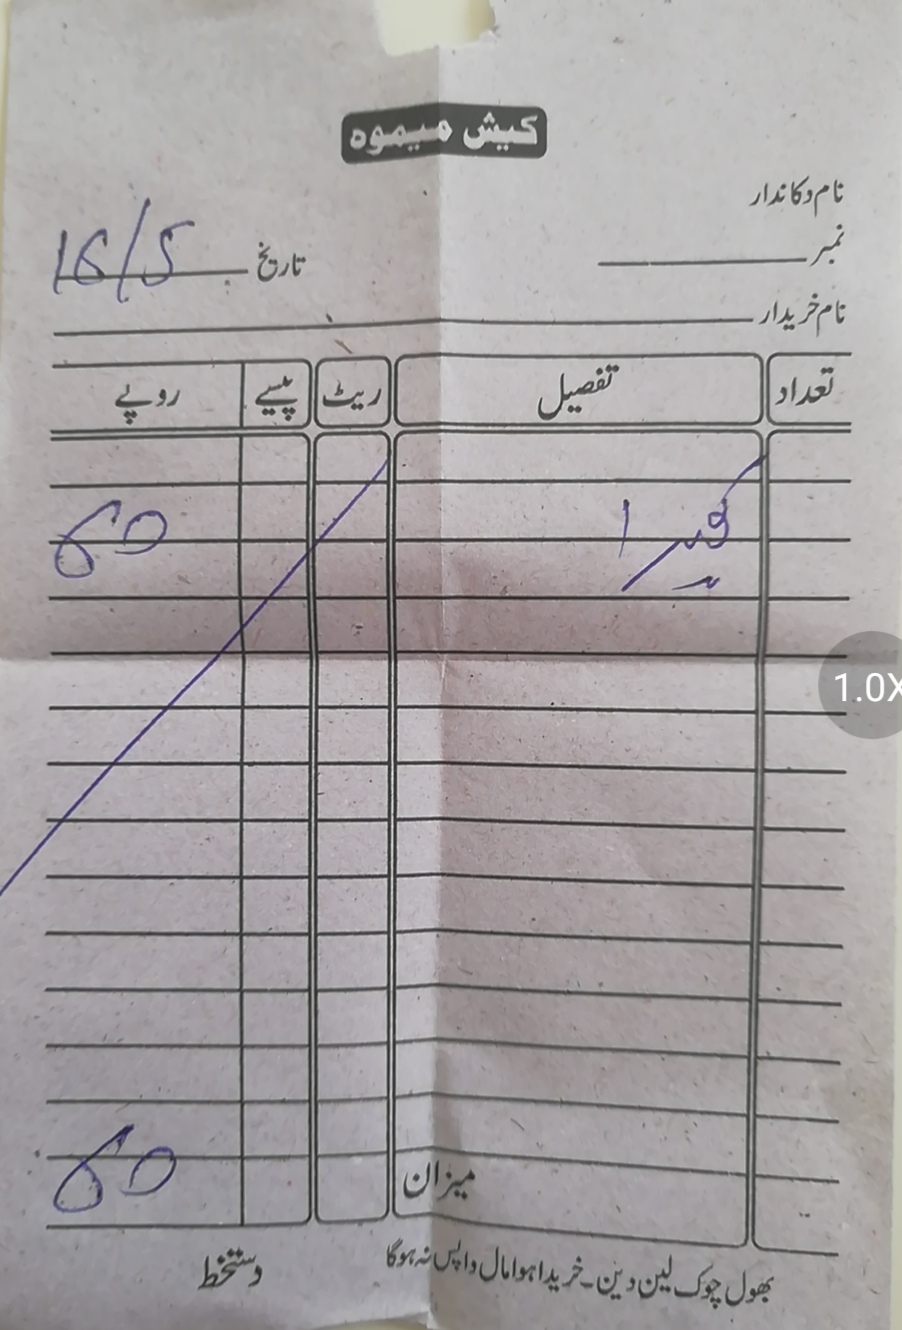 کیش میموہ
نام دکاندار
نمبر
تاریخ 16/5
نام خریدار
تعداد تفصیل ریٹ پیسے روپے
1 60
میزان 60
بھول چوک لین دین۔ خریدا ہوا مال واپس نہ ہوگا
دستخط
1.0X